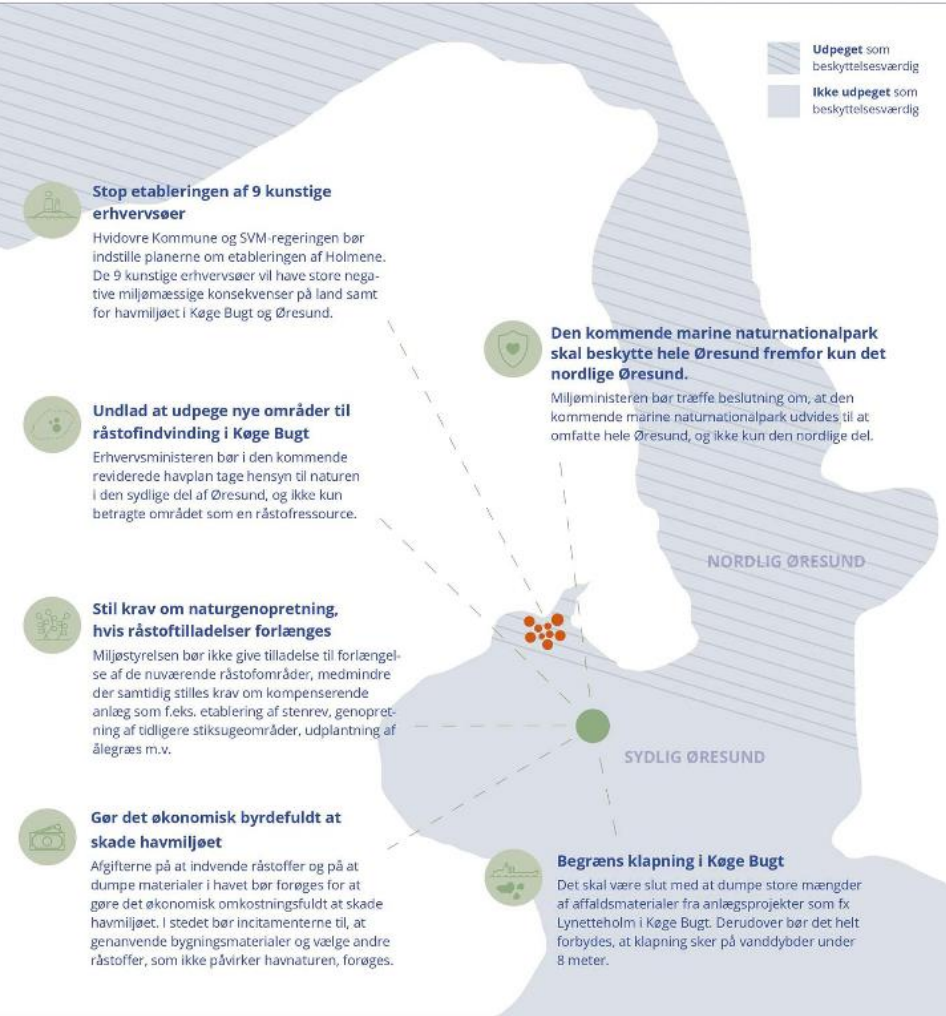 Udpeget som
beskyttelsesværdig
Ikke udpeget som
beskyttelsesværdig
Stop etableringen af 9 kunstige
erhvervsøer
Hvidovre Kommune og SVM-regeringen bør
indstille planerne om etableringen af Holmene.
De 9 kunstige erhvervsøer vil have store nega-
tive miljømæssige konsekvenser på land samt
for havmiljøet i Køge Bugt og Øresund.
Den kommende marine naturnationalpark
skal beskytte hele Øresund fremfor kun det
nordlige Øresund.
Miljøministeren bør træffe beslutning om, at den
kommende marine naturnationalpark udvides til at
omfatte hele Øresund, og ikke kun den nordlige del.
Undlad at udpege nye områder til
råstofindvinding i Køge Bugt
Erhvervsministeren bør i den kommende
reviderede havplan tage hensyn til naturen
i den sydlige del af Øresund, og ikke kun
betragte området som en råstofressource.
NORDLIG ØRESUND
Stil krav om naturgenopretning,
hvis råstoftilladelser forlænges
Miljøstyrelsen bør ikke give tilladelse til forlængel-
se af de nuværende råstofområder, medmindre
der samtidig stilles krav om kompenserende
anlæg som f.eks. etablering af stenrev, genopret-
ning af tidligere stiksugeområder, udplantning af
ålegræs m.v.
SYDLIG ØRESUND
Gør det økonomisk byrdefuldt at
skade havmiljøet
Afgifterne på at indvende råstoffer og på at
dumpe materialer i havet bør forøges for at
gøre det økonomisk omkostningsfuldt at skade
havmiljøet. I stedet bør incitamenterne til, at
genanvende bygningsmaterialer og vælge andre
råstoffer, som ikke påvirker havnaturen, forøges.
Begræns klapning i Køge Bugt
Det skal være slut med at dumpe store mængder
af affaldsmaterialer fra anlægsprojekter som fx
Lynetteholm i Køge Bugt. Derudover bør det helt
forbydes, at klapning sker på vanddybder under
8 meter.